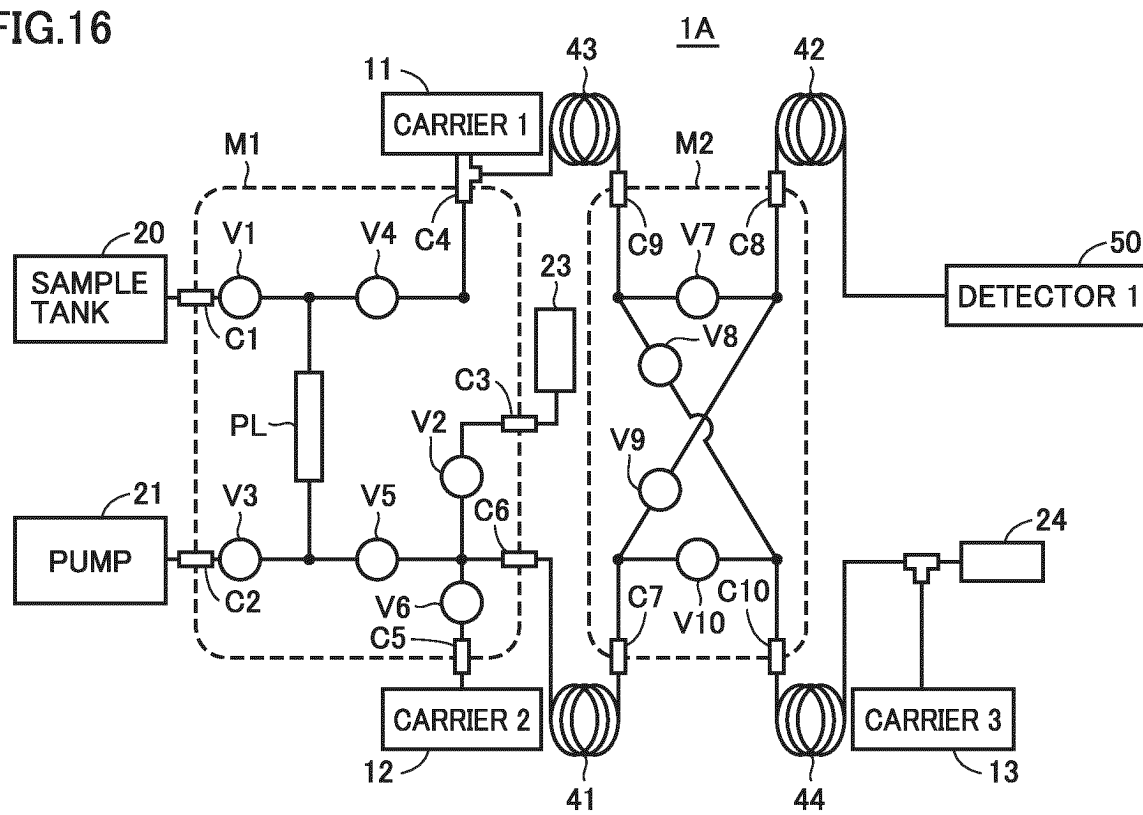 FIG.16
1A
43
42
11
CARRIER 1
M1
M2
C4
C9
C8
20
V1
V4
V7
50
SAMPLE
TANK
23
DETECTOR 1
C1
V8
C3
PL
V2
V9
21
V3
V5
C6
24
PUMP
C2
V6
C7
V10
C10
C5
CARRIER 2
CARRIER 3
12
41
44
13